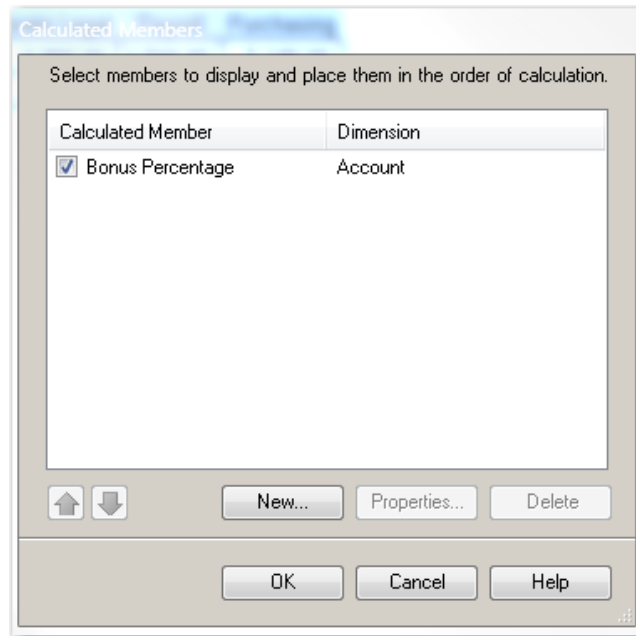 Calculated Members
Select members to display and place them in the order of calculation.
Calculated Member Dimension
Bonus Percentage Account
New... Properties... Delete
OK Cancel Help